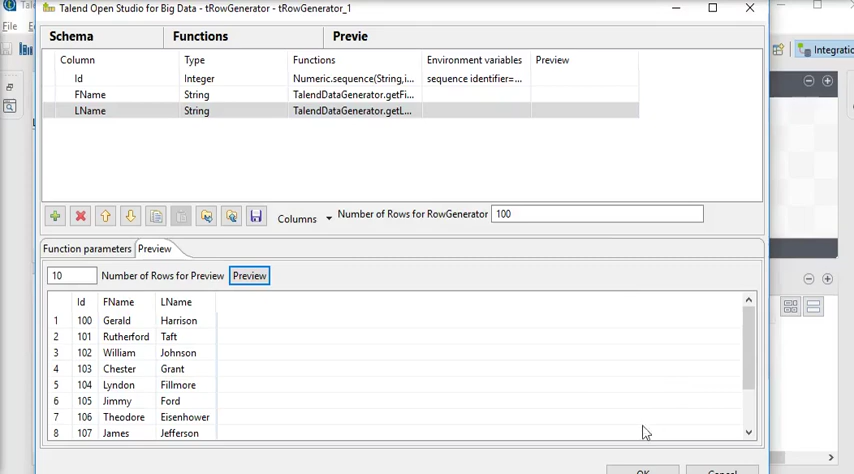 Talend Open Studio for Big Data - tRowGenerator - tRowGenerator_1
File
Integratio
Schema Functions Previe
Column Type Functions Environment variables Preview
Id Integer Numeric.sequence(String,i... sequence identifier=...
FName String TalendDataGenerator.getFi...
LName String TalendDataGenerator.getL...
Columns Number of Rows for RowGenerator 100
Function parameters Preview
10 Number of Rows for Preview Preview
Id FName LName
1 100 Gerald Harrison
2 101 Rutherford Taft
3 102 William Johnson
4 103 Chester Grant
5 104 Lyndon Fillmore
6 105 Jimmy Ford
7 106 Theodore Eisenhower
8 107 James Jefferson
OK Cancel